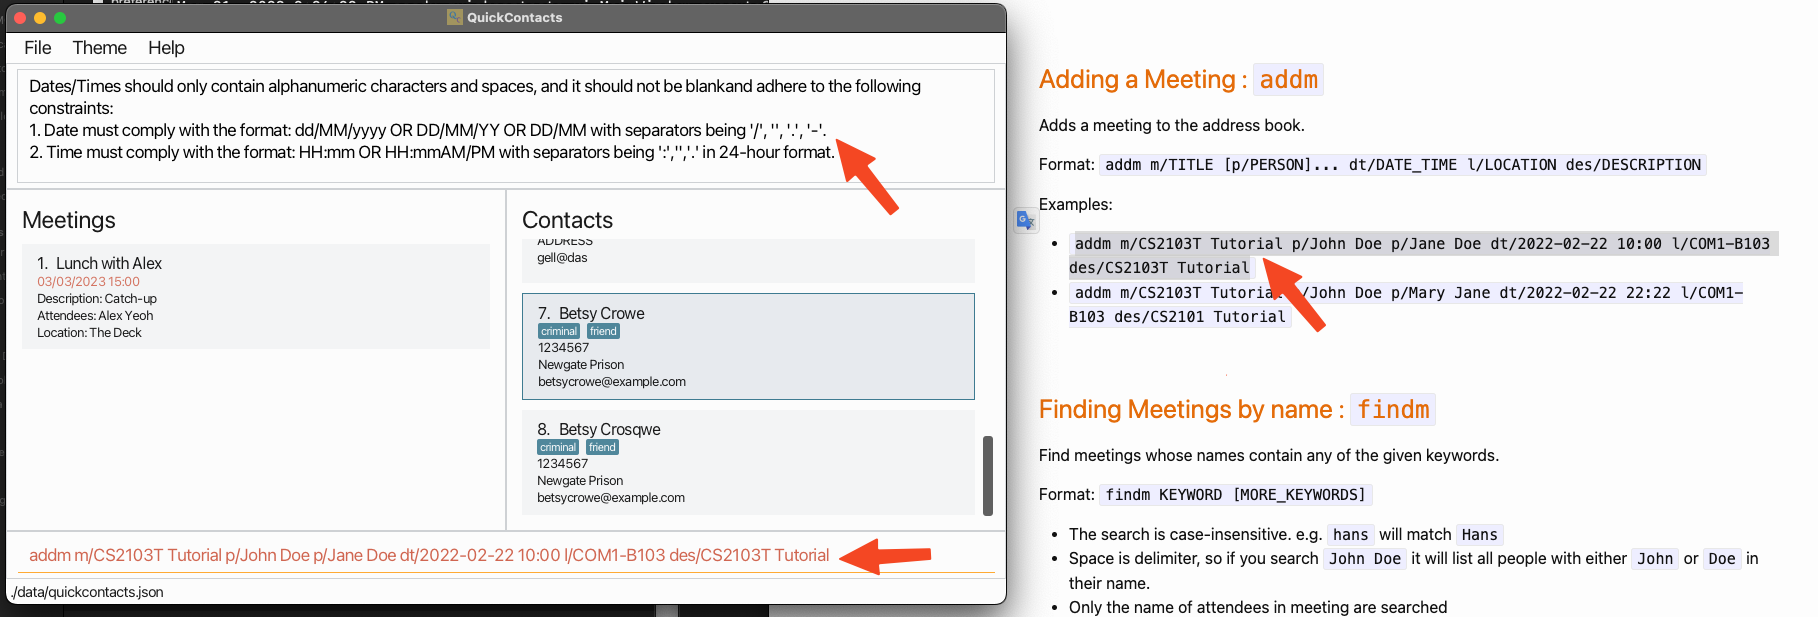 QuickContacts
File Theme Help
Dates/Times should only contain alphanumeric characters and spaces, and it should not be blankand adhere to the following
constraints:
1. Date must comply with the format: dd/MM/yyyy OR DD/MM/YY OR DD/MM with separators being '/', '', '.', '-'.
2. Time must comply with the format: HH:mm OR HH:mmAM/PM with separators being ':','','.' in 24-hour format.
Meetings
1. Lunch with Alex
03/03/2023 15:00
Description: Catch-up
Attendees: Alex Yeoh
Location: The Deck
Contacts
ADDRESS
gell@das
7. Betsy Crowe
criminal friend
1234567
Newgate Prison
betsycrowe@example.com
8. Betsy Crosqwe
criminal friend
1234567
Newgate Prison
betsycrowe@example.com
addm m/CS2103T Tutorial p/John Doe p/Jane Doe dt/2022-02-22 10:00 l/COM1-B103 des/CS2103T Tutorial
./data/quickcontacts.json
Adding a Meeting : addm
Adds a meeting to the address book.
Format: addm m/TITLE [p/PERSON]... dt/DATE_TIME l/LOCATION des/DESCRIPTION
Examples:
• addm m/CS2103T Tutorial p/John Doe p/Jane Doe dt/2022-02-22 10:00 l/COM1-B103
des/CS2103T Tutorial
• addm m/CS2103T Tutorial /John Doe p/Mary Jane dt/2022-02-22 22:22 l/COM1-
B103 des/CS2101 Tutorial
Finding Meetings by name : findm
Find meetings whose names contain any of the given keywords.
Format: findm KEYWORD [MORE_KEYWORDS]
• The search is case-insensitive. e.g. hans will match Hans
• Space is delimiter, so if you search John Doe it will list all people with either John or Doe in
their name.
• Only the name of attendees in meeting are searched